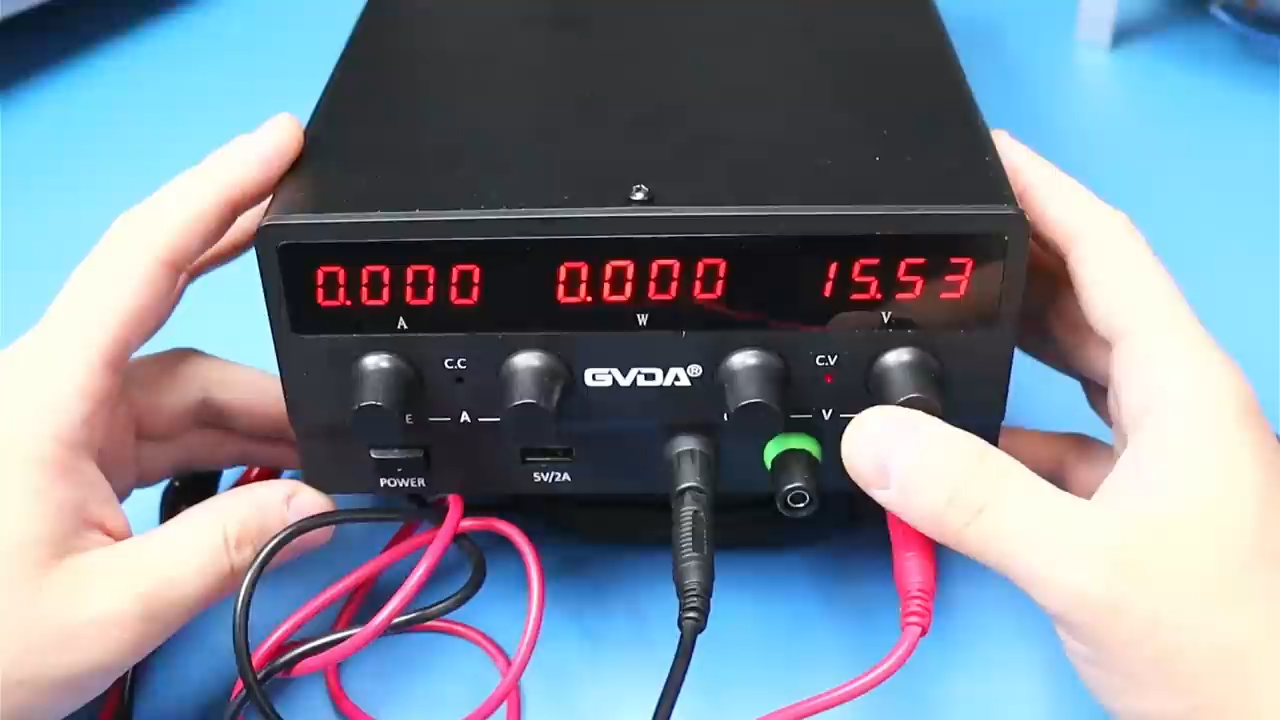 0.000 0.000 15.53
A W V
C.C GVDA® C.V
E — A — — V —
POWER 5V/2A